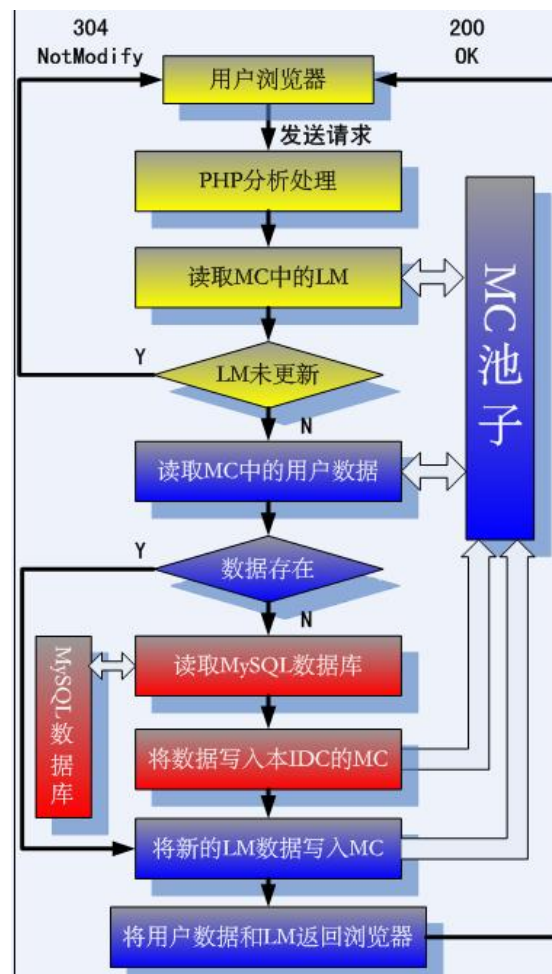 304
NotModify
200
OK
用户浏览器
发送请求
PHP分析处理
读取MC中的LM
MC池子
Y
LM未更新
N
读取MC中的用户数据
Y
数据存在
N
MySQL数据库
读取MySQL数据库
将数据写入本IDC的MC
将新的LM数据写入MC
将用户数据和LM返回浏览器